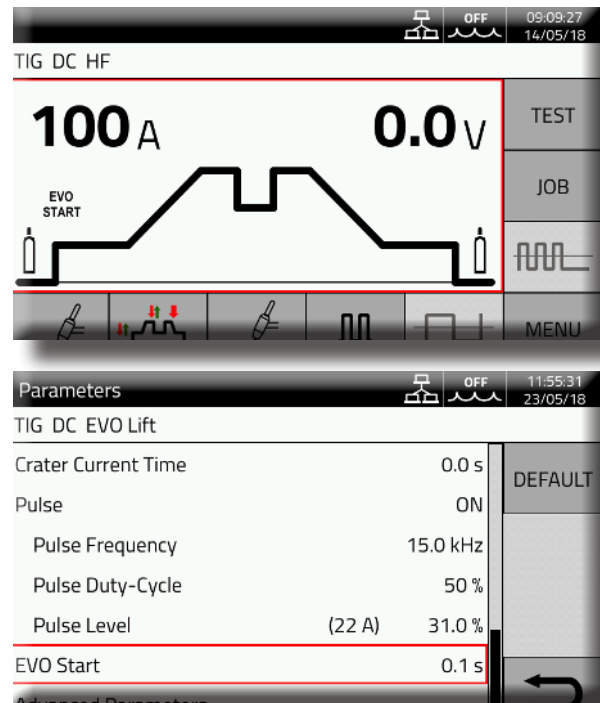 OFF 09:09:27
14/05/18
TIG DC HF
100 A 0.0 V TEST
EVO
START
JOB
MENU
Parameters OFF 11:55:31
23/05/18
TIG DC EVO Lift
Crater Current Time 0.0 s DEFAULT
Pulse ON
Pulse Frequency 15.0 kHz
Pulse Duty-Cycle 50 %
Pulse Level (22 A) 31.0 %
EVO Start 0.1 s
Advanced Parameters